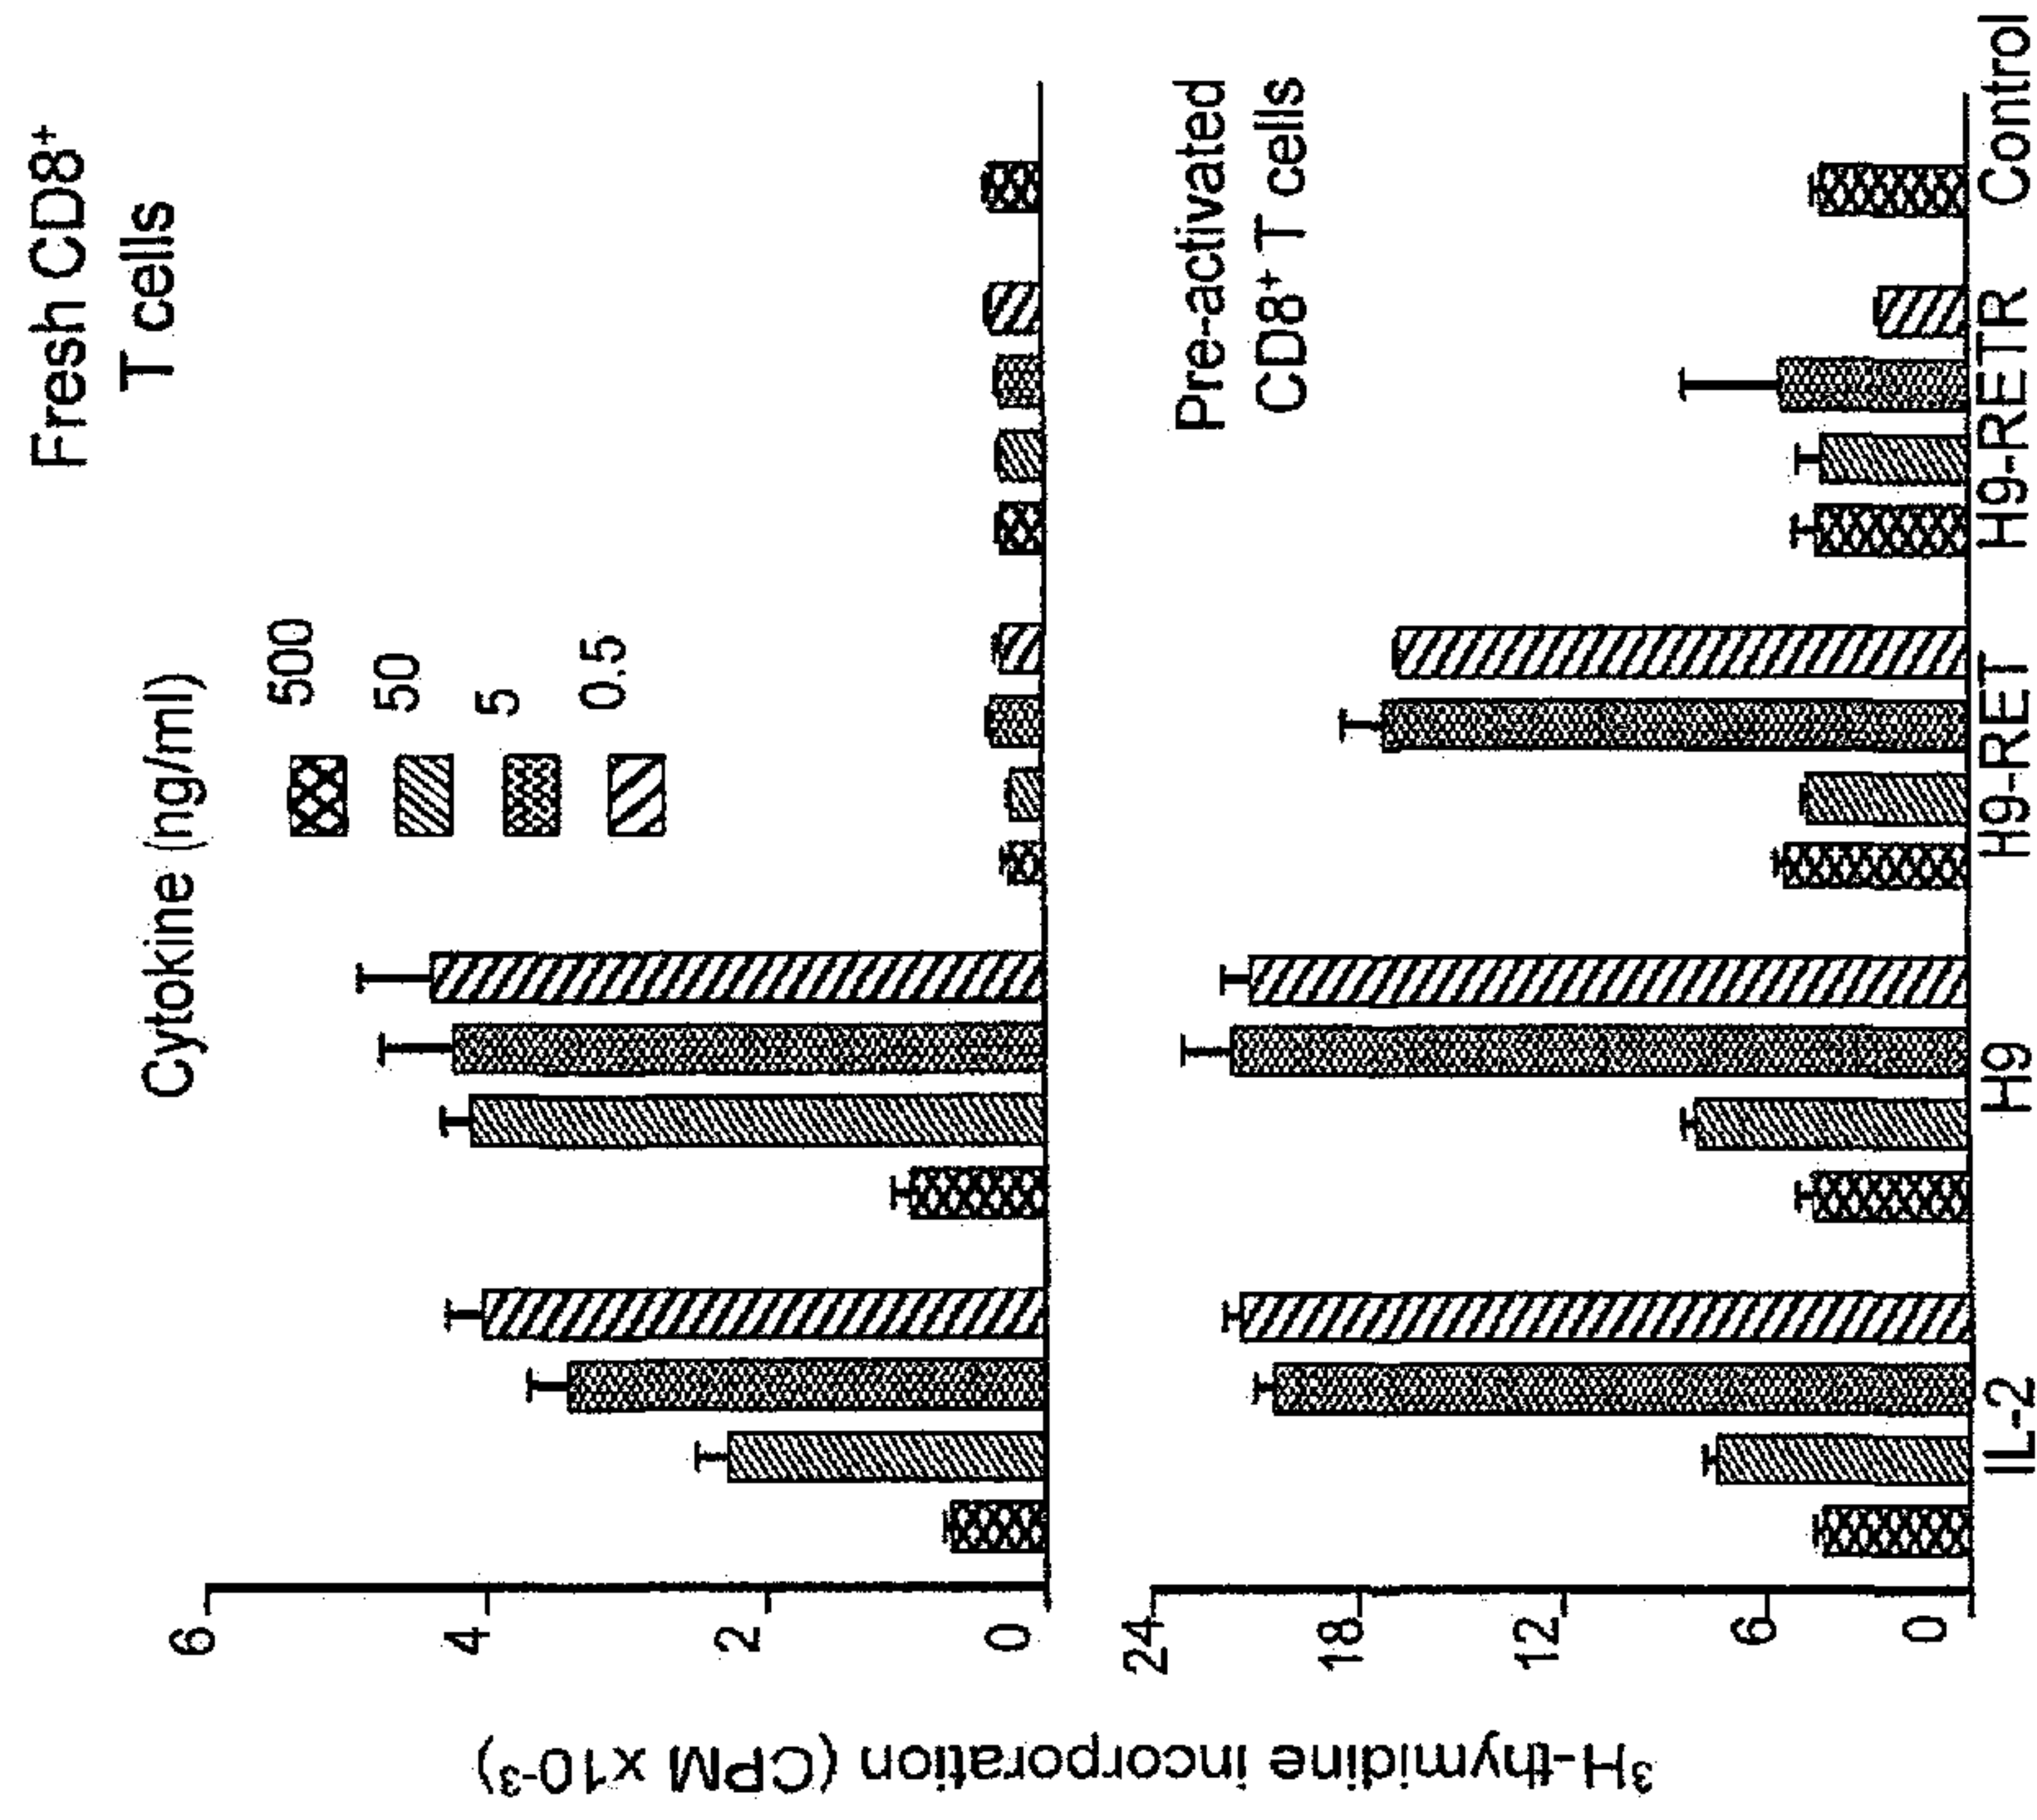 Fresh CD8+
T cells
Cytokine (ng/ml)
500
50
5
0.5
6
4
2
0
Pre-activated
CD8+ T cells
24
18
12
6
0
IL-2 H9 H9-RET H9-RETR Control
³H-thymidine incorporation (CPM x10⁻³)